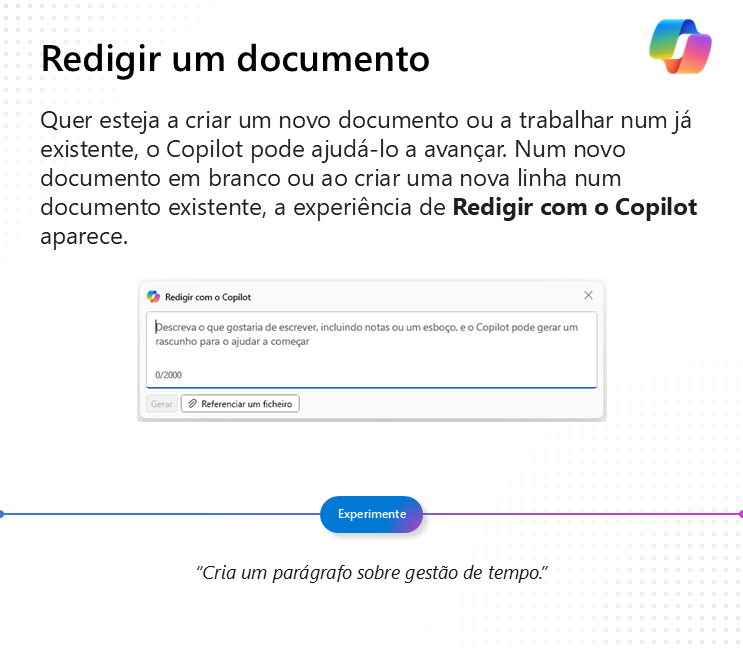 Redigir um documento
Quer esteja a criar um novo documento ou a trabalhar num já
existente, o Copilot pode ajudá-lo a avançar. Num novo
documento em branco ou ao criar uma nova linha num
documento existente, a experiência de Redigir com o Copilot
aparece.
Redigir com o Copilot
Descreva o que gostaria de escrever, incluindo notas ou um esboço, e o Copilot pode gerar um
rascunho para o ajudar a começar
0/2000
Gerar
Referenciar um ficheiro
Experimente
“Cria um parágrafo sobre gestão de tempo.”